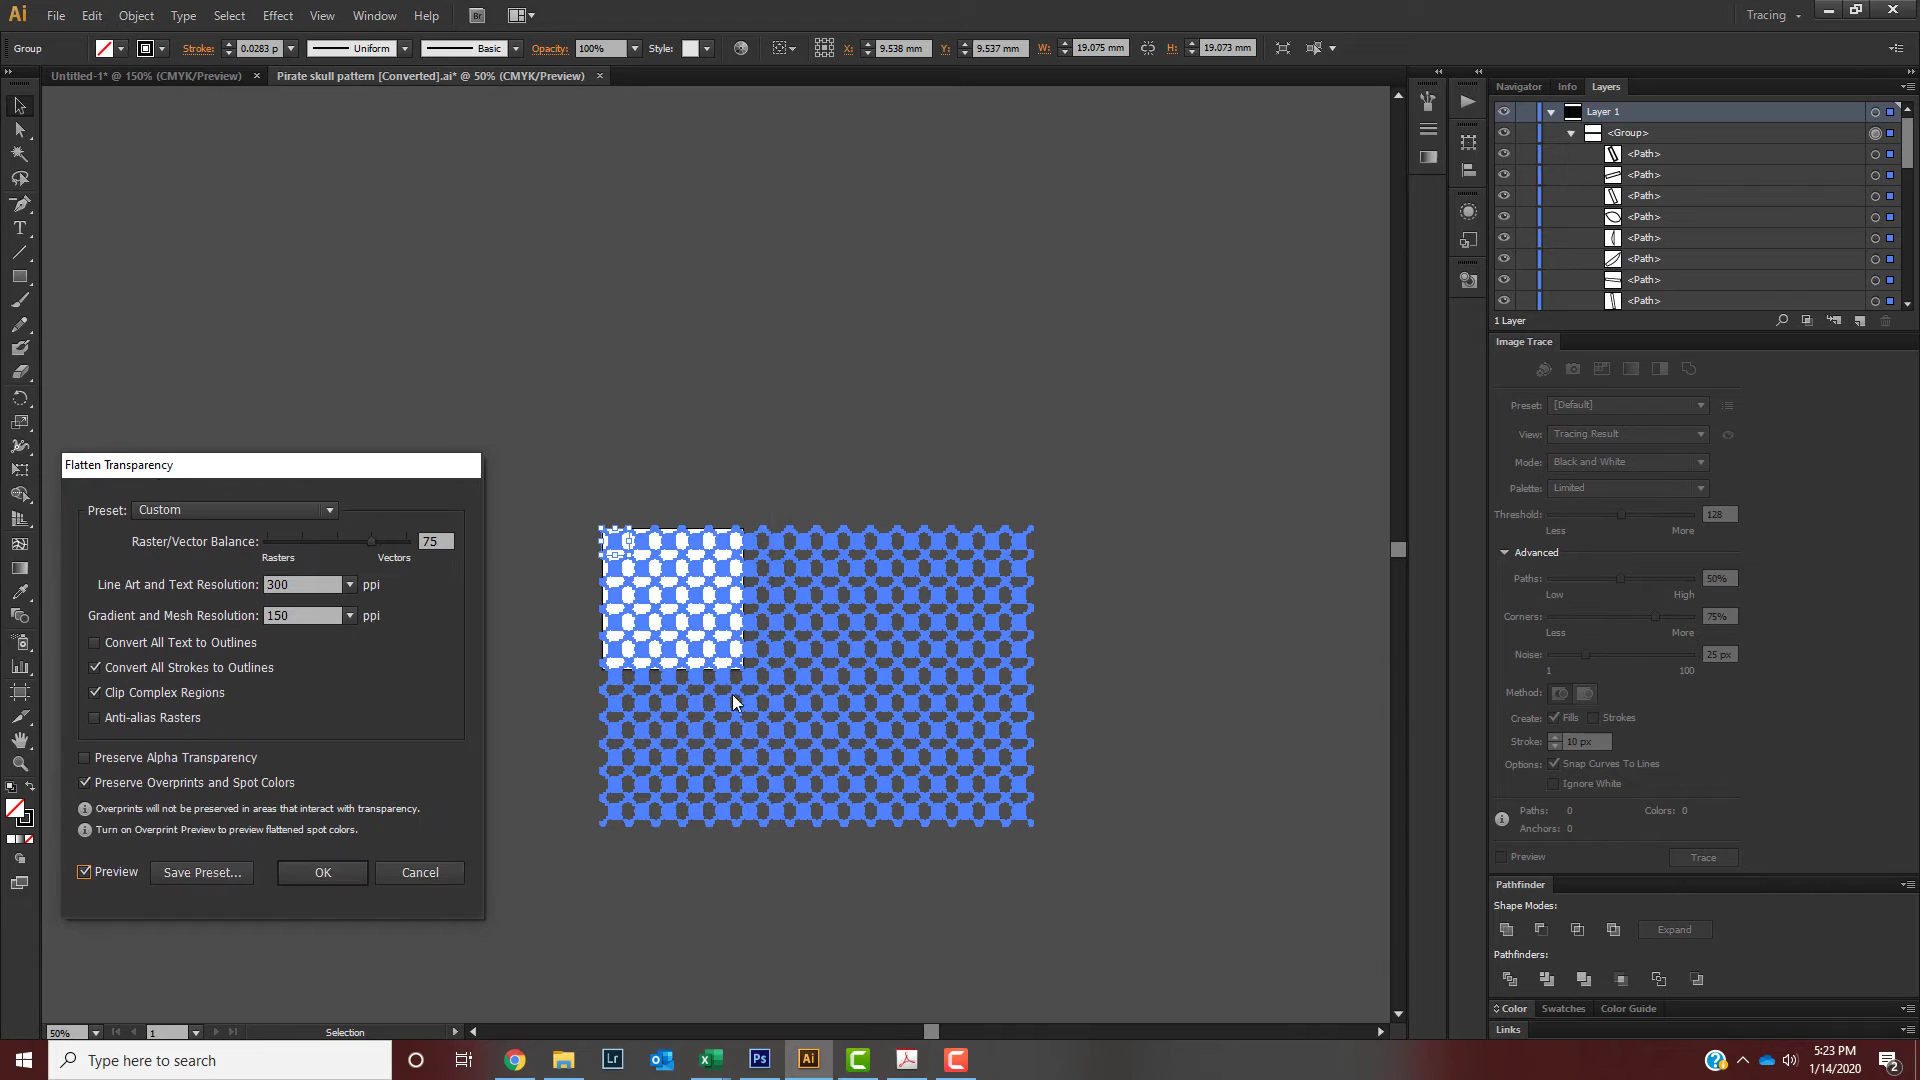 Ai File Edit Object Type Select Effect View Window Help Br Tracing
Group Stroke: 0.0283 p Uniform Basic Opacity: 100% Style: X: 9.538 mm Y: 9.537 mm W: 19.075 mm H: 19.073 mm
Untitled-1* @ 150% (CMYK/Preview) × Pirate skull pattern [Converted].ai* @ 50% (CMYK/Preview) ×
Navigator Info Layers
Layer 1
<Group>
<Path>
<Path>
<Path>
<Path>
<Path>
<Path>
<Path>
<Path>
1 Layer
Image Trace
Preset: [Default]
View: Tracing Result
Mode: Black and White
Palette: Limited
Threshold: 128
Less More
Advanced
Paths: 50%
Low High
Corners: 75%
Less More
Noise: 25 px
1 100
Method:
Create: Fills Strokes
Stroke: 10 px
Options: Snap Curves To Lines
Ignore White
Paths: 0 Colors: 0
Anchors: 0
Preview Trace
Pathfinder
Shape Modes:
Expand
Pathfinders:
Color Swatches Color Guide
Links
Flatten Transparency
Preset: Custom
Raster/Vector Balance: 75
Rasters Vectors
Line Art and Text Resolution: 300 ppi
Gradient and Mesh Resolution: 150 ppi
Convert All Text to Outlines
Convert All Strokes to Outlines
Clip Complex Regions
Anti-alias Rasters
Preserve Alpha Transparency
Preserve Overprints and Spot Colors
Overprints will not be preserved in areas that interact with transparency.
Turn on Overprint Preview to preview flattened spot colors.
Preview Save Preset... OK Cancel
50% 1 Selection
Type here to search
Lr Ps Ai
5:23 PM
1/14/2020
2